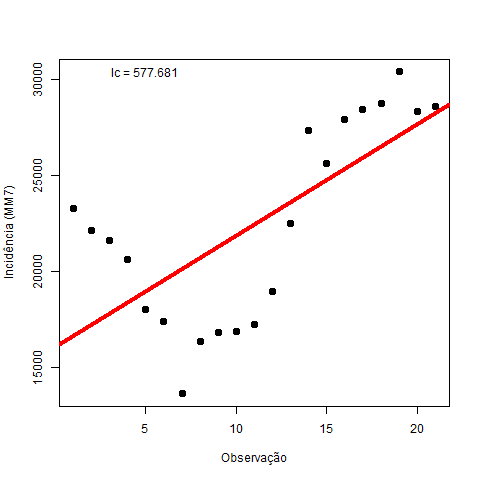 Ic = 577.681
30000
25000
20000
15000
Incidência (MM7)
5 10 15 20
Observação